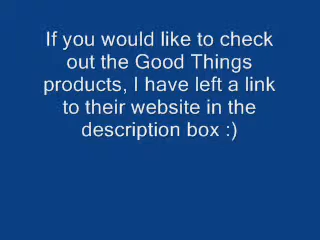 If you would like to check
out the Good Things
products, I have left a link
to their website in the
description box :)